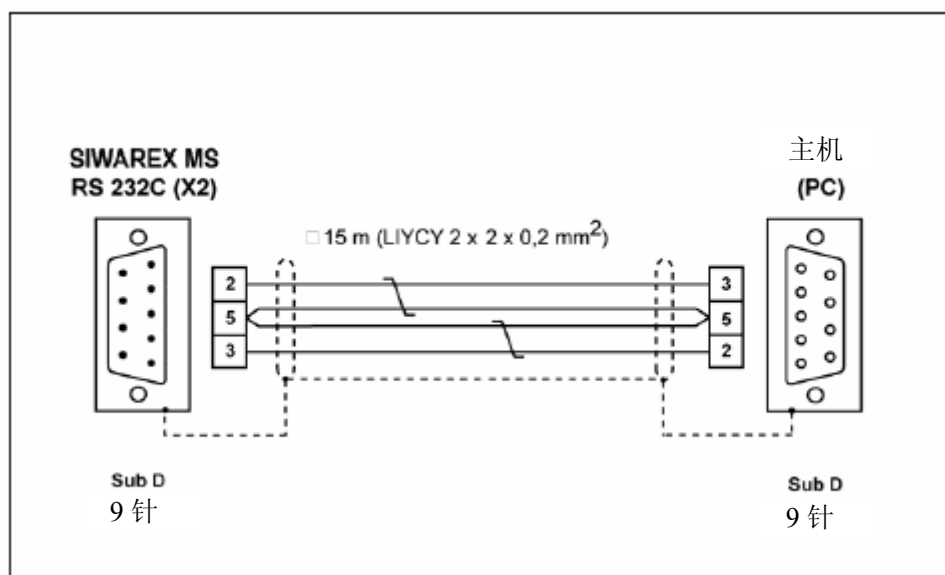 SIWAREX MS
RS 232C (X2)
主机
(PC)
□ 15 m (LIYCY 2 x 2 x 0,2 mm²)
2
3
5
5
3
2
Sub D
9 针
Sub D
9 针